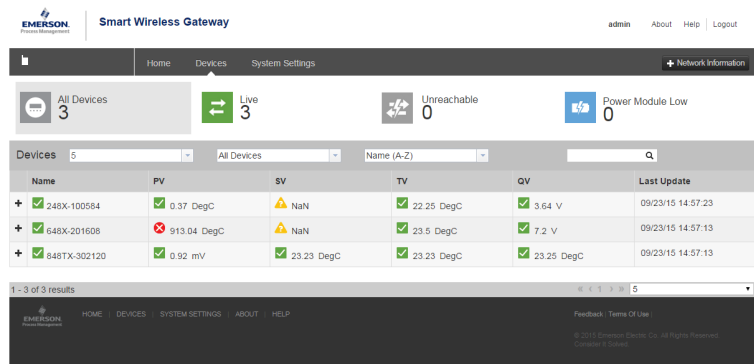 EMERSON.
Process Management
Smart Wireless Gateway
admin About Help Logout
Home Devices System Settings
+ Network Information
All Devices
3
Live
3
Unreachable
0
Power Module Low
0
Devices 5 All Devices Name (A-Z)
Name PV SV TV QV Last Update
+ 248X-100584 0.37 DegC NaN 22.25 DegC 3.64 V 09/23/15 14:57:23
+ 648X-201608 913.04 DegC NaN 23.5 DegC 7.2 V 09/23/15 14:57:13
+ 848TX-302120 0.92 mV 23.23 DegC 23.23 DegC 23.25 DegC 09/23/15 14:57:13
1 - 3 of 3 results « < 1 > » 5
EMERSON.
Process Management
HOME | DEVICES | SYSTEM SETTINGS | ABOUT | HELP
Feedback | Terms Of Use |
© 2015 Emerson Electric Co. All Rights Reserved.
Consider it Solved.